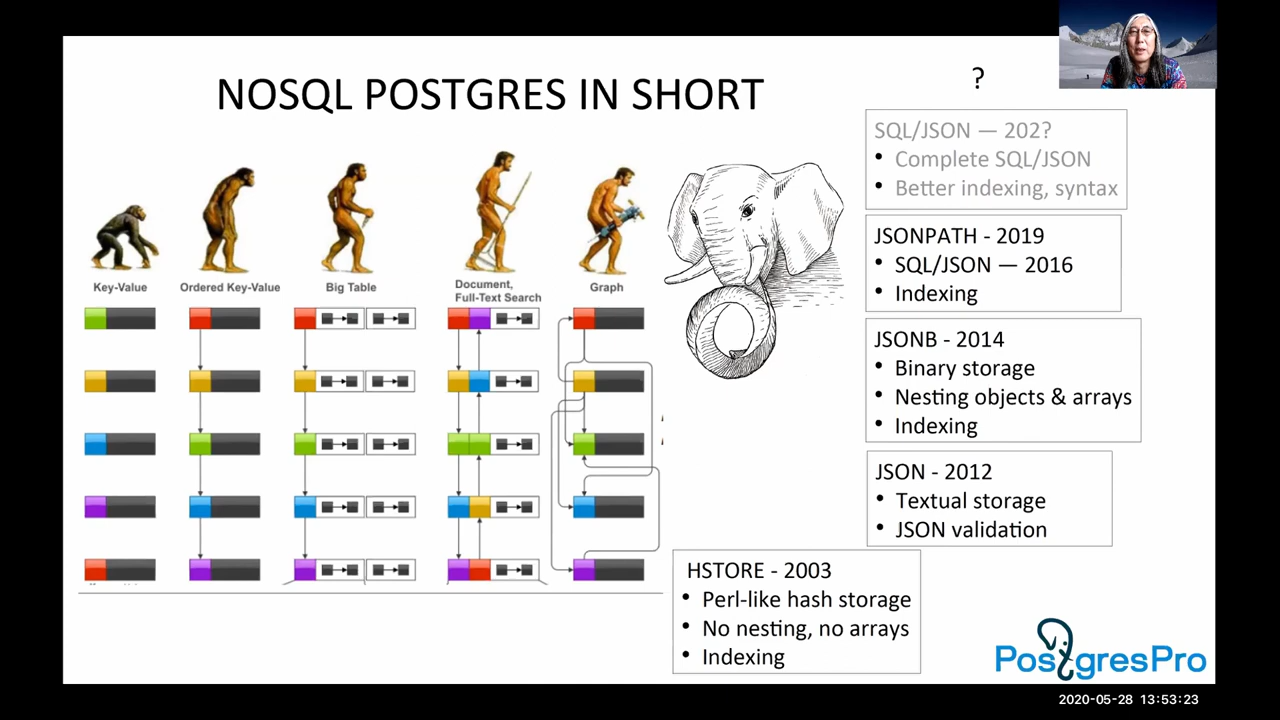 NOSQL POSTGRES IN SHORT
?
SQL/JSON — 202?
• Complete SQL/JSON
• Better indexing, syntax
JSONPATH - 2019
• SQL/JSON — 2016
• Indexing
JSONB - 2014
• Binary storage
• Nesting objects & arrays
• Indexing
JSON - 2012
• Textual storage
• JSON validation
HSTORE - 2003
• Perl-like hash storage
• No nesting, no arrays
• Indexing
Key-Value
Ordered Key-Value
Big Table
Document,
Full-Text Search
Graph
PostgresPro
2020-05-28 13:53:23